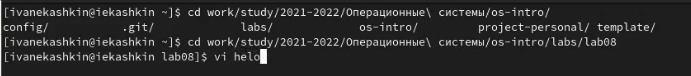 [ivanekashkin@iekashkin ~]$ cd work/study/2021-2022/Операционные\ системы/os-intro/
config/ .git/ labs/ os-intro/ project-personal/ template/
[ivanekashkin@iekashkin ~]$ cd work/study/2021-2022/Операционные\ системы/os-intro/labs/lab08
[ivanekashkin@iekashkin lab08]$ vi helo